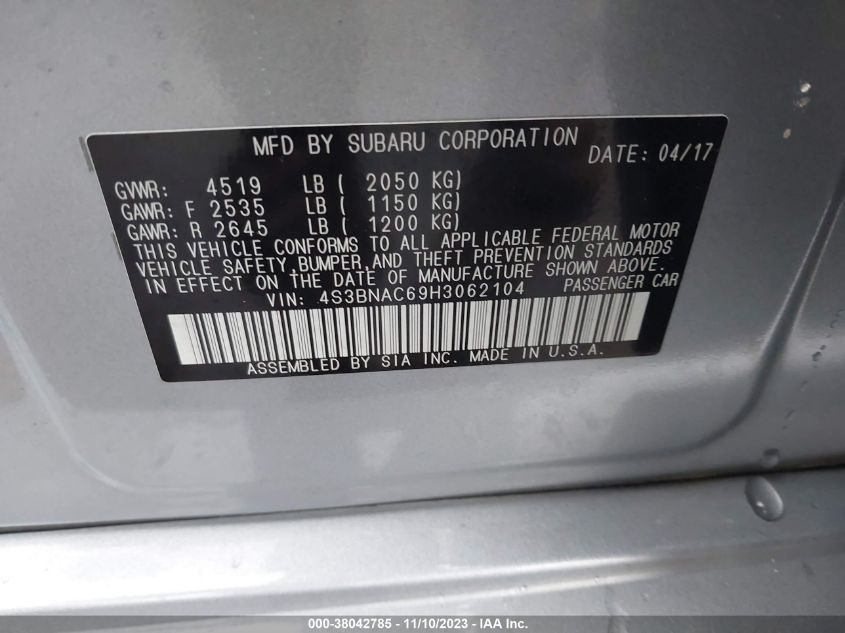 MFD BY SUBARU CORPORATION DATE: 04/17
GVWR: 4519 LB ( 2050 KG)
GAWR: F 2535 LB ( 1150 KG)
GAWR: R 2645 LB ( 1200 KG)
THIS VEHICLE CONFORMS TO ALL APPLICABLE FEDERAL MOTOR
VEHICLE SAFETY,BUMPER,AND THEFT PREVENTION STANDARDS
IN EFFECT ON THE DATE OF MANUFACTURE SHOWN ABOVE.
VIN: 4S3BNAC69H3062104 PASSENGER CAR
ASSEMBLED BY SIA INC. MADE IN U.S.A.
000-38042785 - 11/10/2023 - IAA Inc.